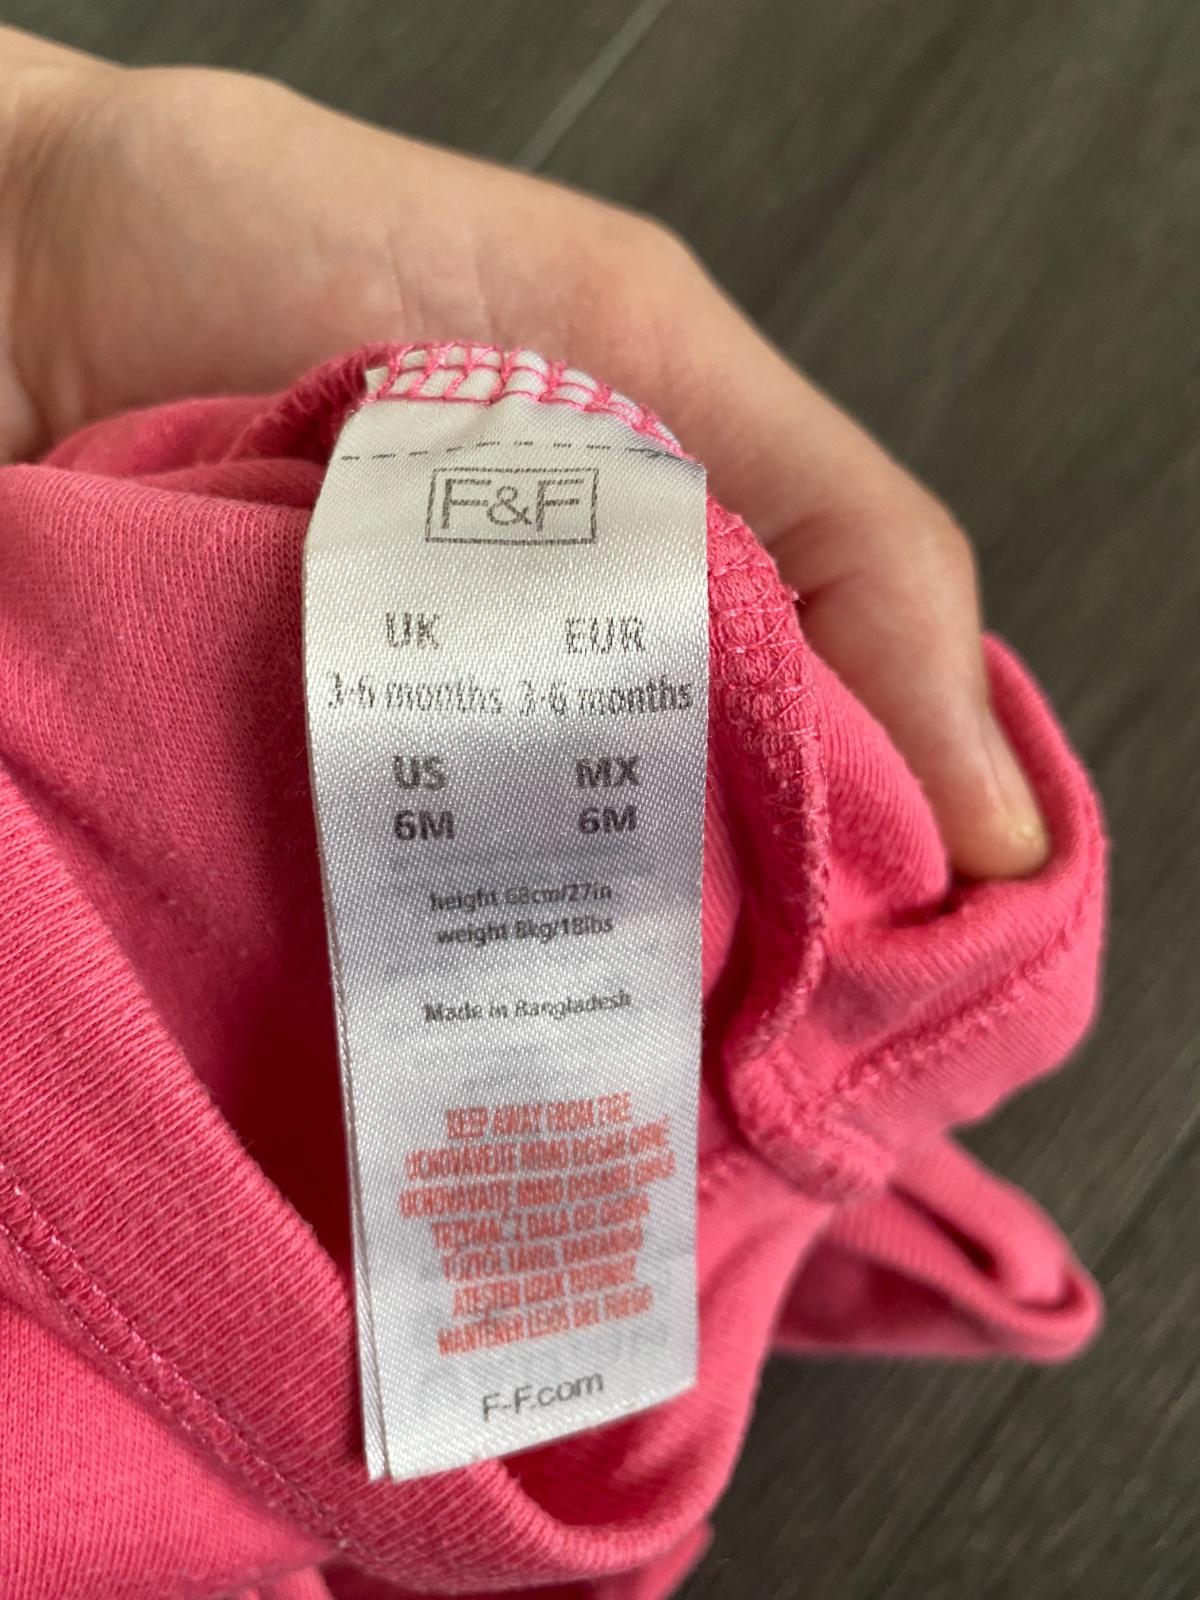 F&F
UK EUR
3-6 months 3-6 months
US MX
6M 6M
height 68cm/27in
weight 8kg/18lbs
Made in Bangladesh
KEEP AWAY FROM FIRE
UCHOVÁVEJTE MIMO DOSAH OHNĚ
UCHOVÁVAJTE MIMO DOSAHU OHŇA
TRZYMAĆ Z DALA OD OGNIA
TŰZTŐL TÁVOL TARTANDÓ
ATEŞTEN UZAK TUTUNUZ
MANTENER LEJOS DEL FUEGO
F-F.com